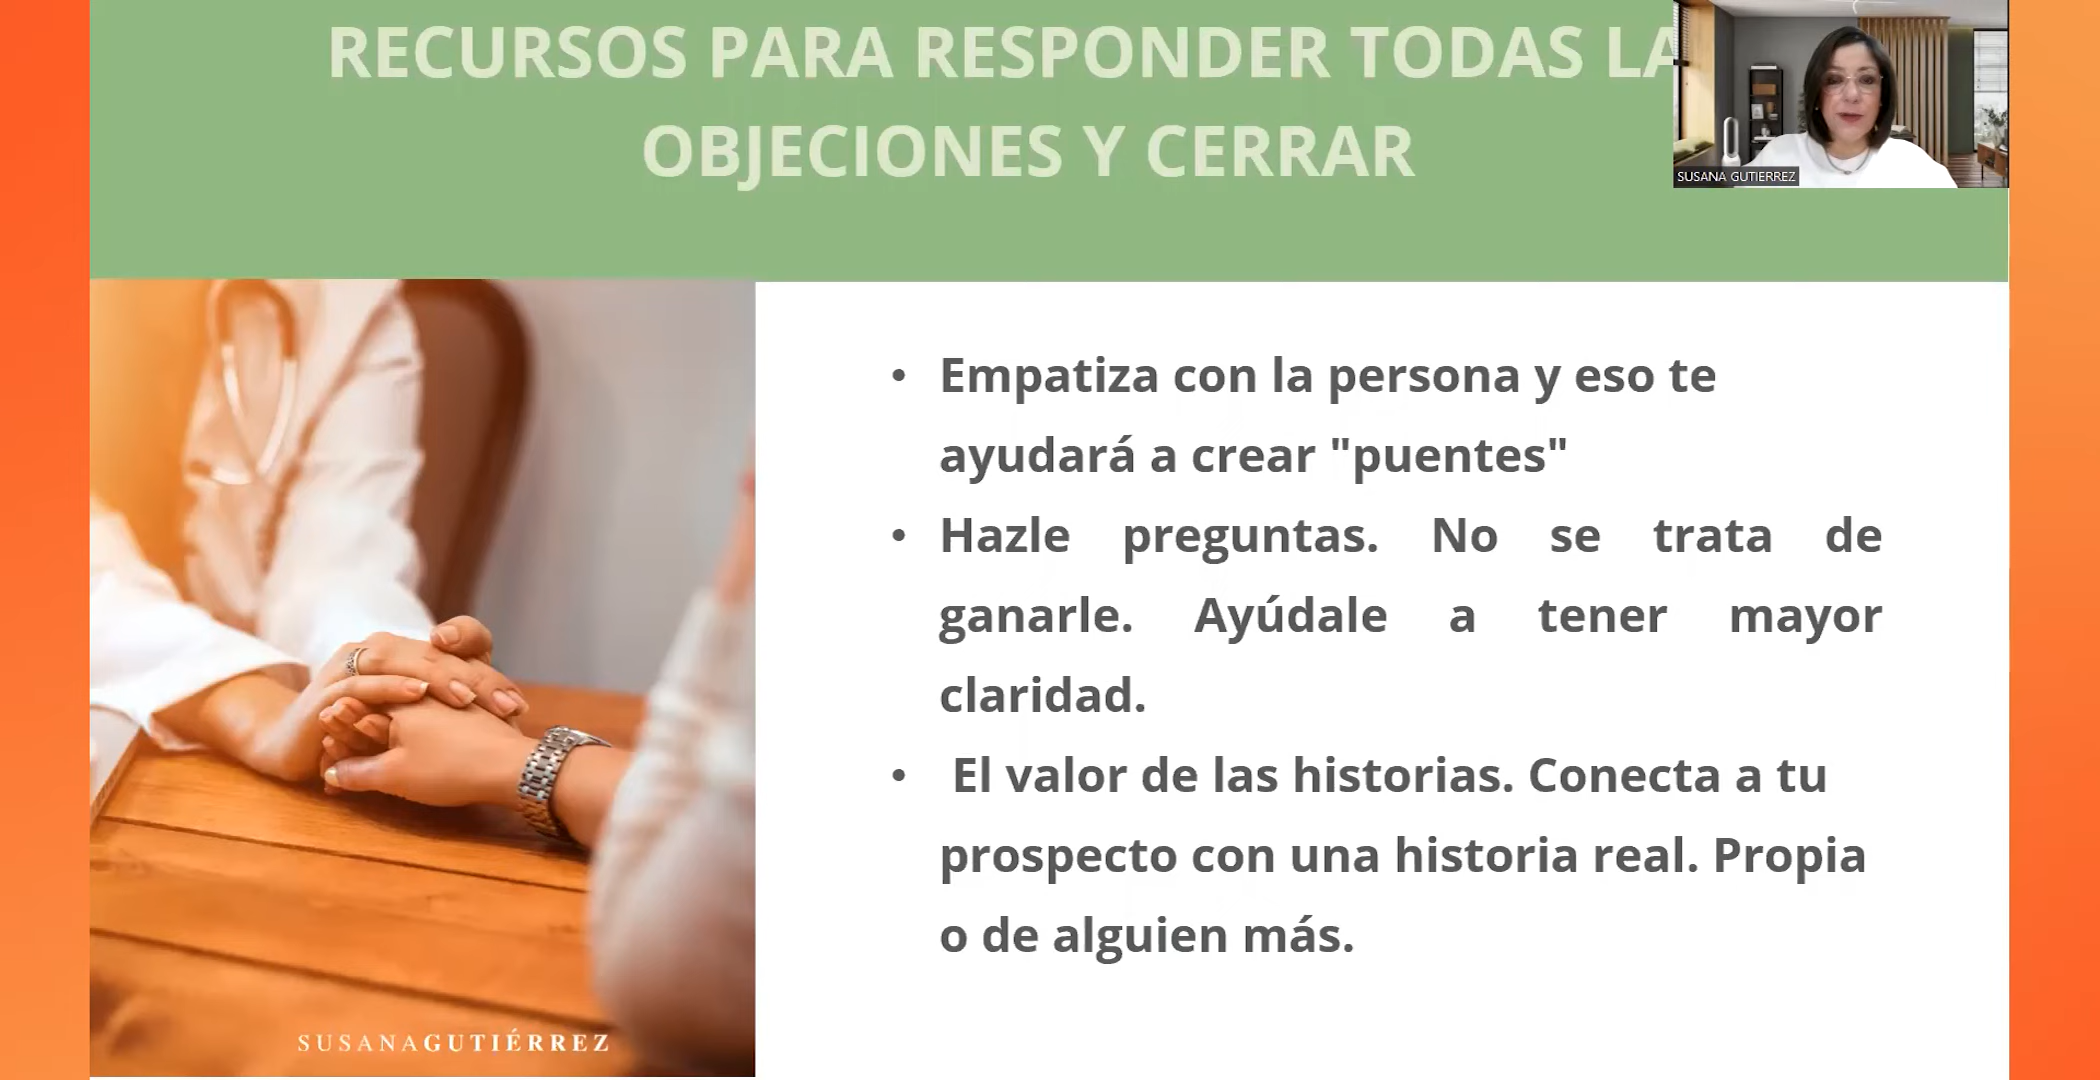 RECURSOS PARA RESPONDER TODAS LA
OBJECIONES Y CERRAR
SUSANA GUTIERREZ
• Empatiza con la persona y eso te
ayudará a crear "puentes"
• Hazle preguntas. No se trata de
ganarle. Ayúdale a tener mayor
claridad.
• El valor de las historias. Conecta a tu
prospecto con una historia real. Propia
o de alguien más.
SUSANAGUTIÉRREZ